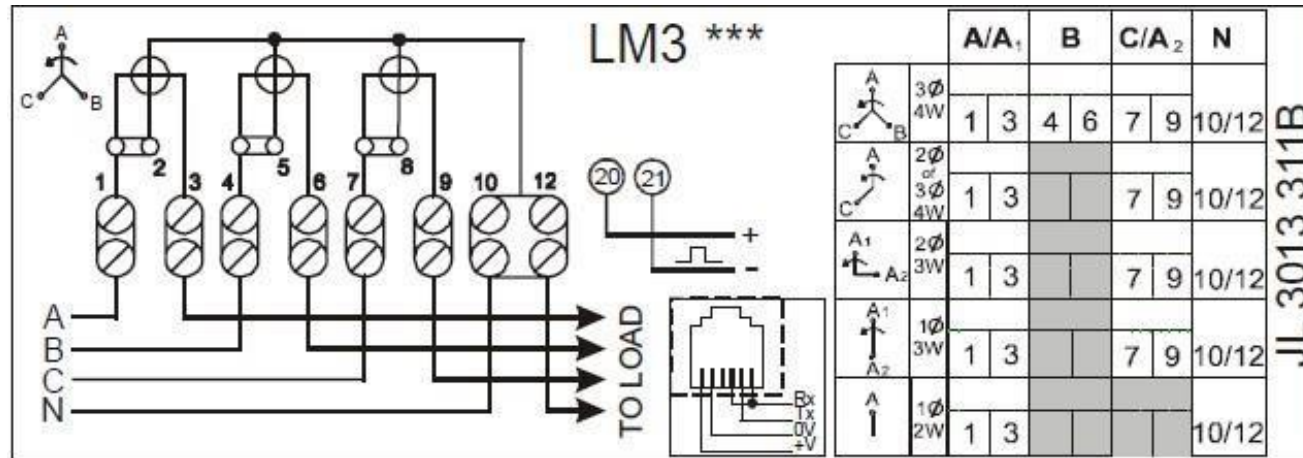 LM3 ***
A
C B
2 5 8
1 3 4 6 7 9 10 12
20 21
+
-
A
B
C
N
TO LOAD
Rx
Tx
0V
+V
A/A₁ B C/A₂ N
A
C B
3Ø
4W
1 3 4 6 7 9 10/12
A
C
2Ø
of
3Ø
4W
1 3 7 9 10/12
A1
A2
2Ø
3W
1 3 7 9 10/12
A1
A2
1Ø
3W
1 3 7 9 10/12
A
1Ø
2W
1 3 10/12
JL 3013 311B